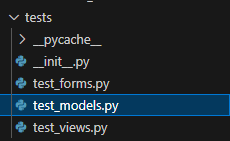 tests
__pycache__
__init__.py
test_forms.py
test_models.py
test_views.py